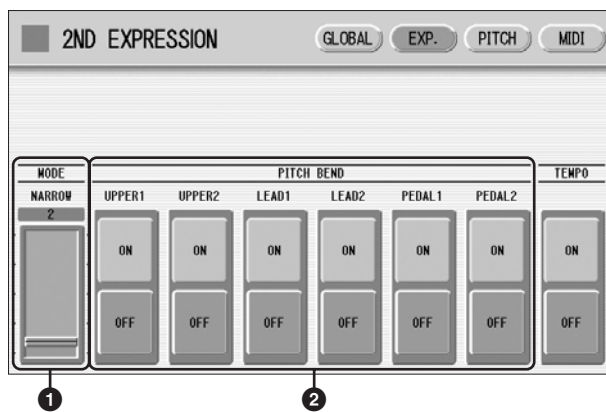 2ND EXPRESSION GLOBAL EXP. PITCH MIDI
MODE PITCH BEND TEMPO
NARROW UPPER1 UPPER2 LEAD1 LEAD2 PEDAL1 PEDAL2
2
ON ON ON ON ON ON ON
OFF OFF OFF OFF OFF OFF OFF
1 2